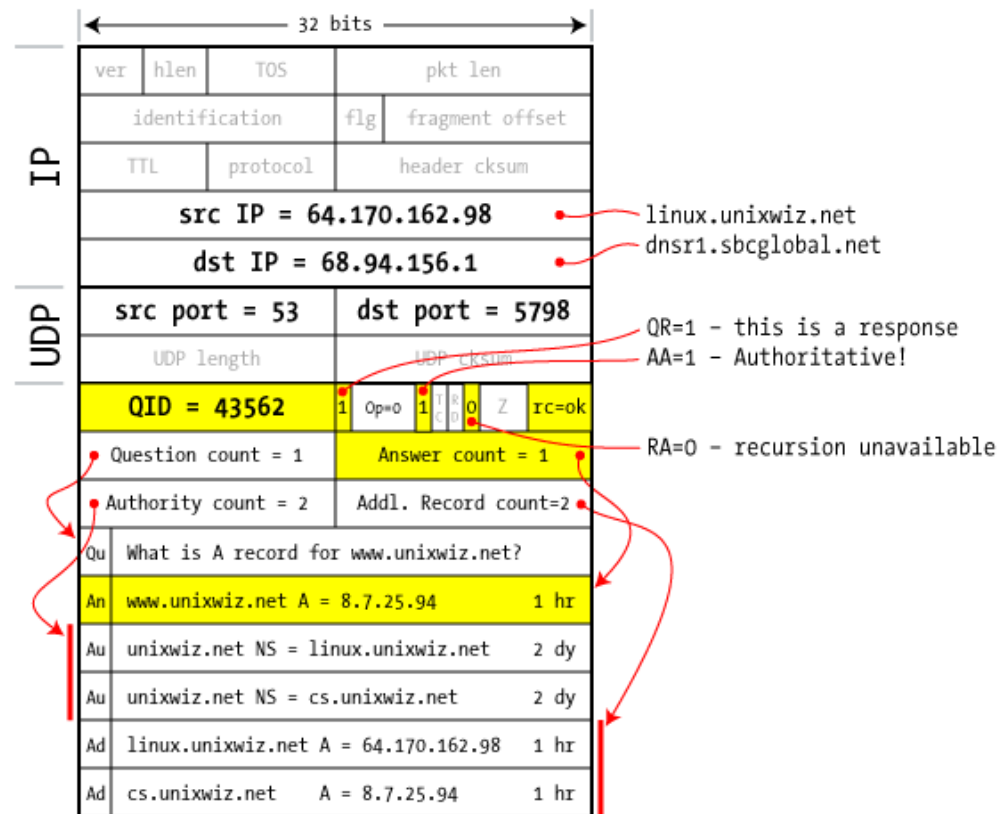 32 bits
IP
ver hlen TOS pkt len
identification flg fragment offset
TTL protocol header cksum
src IP = 64.170.162.98 linux.unixwiz.net
dst IP = 68.94.156.1 dnsr1.sbcglobal.net
UDP
src port = 53 dst port = 5798
QR=1 - this is a response
UDP length UDP cksum AA=1 - Authoritative!
QID = 43562 1 Op=0 1 TC RD 0 Z rc=ok
RA=0 - recursion unavailable
Question count = 1 Answer count = 1
Authority count = 2 Addl. Record count=2
Qu What is A record for www.unixwiz.net?
An www.unixwiz.net A = 8.7.25.94 1 hr
Au unixwiz.net NS = linux.unixwiz.net 2 dy
Au unixwiz.net NS = cs.unixwiz.net 2 dy
Ad linux.unixwiz.net A = 64.170.162.98 1 hr
Ad cs.unixwiz.net A = 8.7.25.94 1 hr